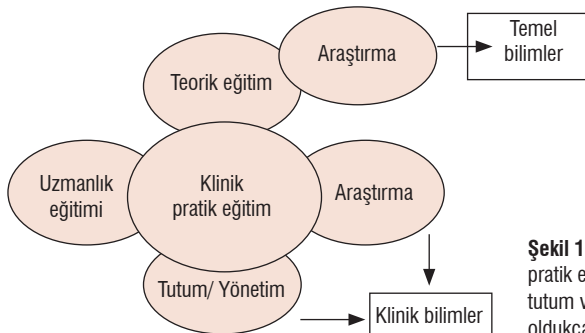 Araştırma
Temel
bilimler
Teorik eğitim
Uzmanlık
eğitimi
Klinik
pratik eğitim
Araştırma
Tutum/ Yönetim
Klinik bilimler
Şekil 1
pratik e
tutum v
oldukça